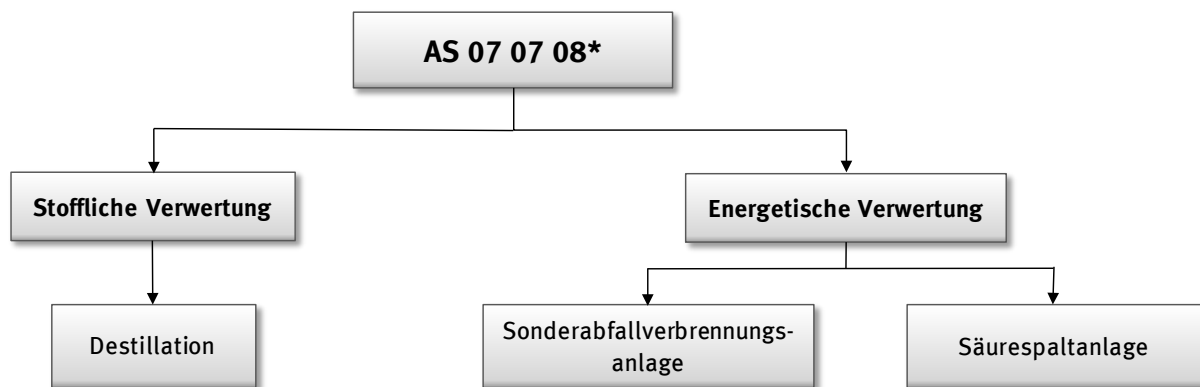 AS 07 07 08*
Stoffliche Verwertung
Energetische Verwertung
Destillation
Sonderabfallverbrennungs-
anlage
Säurespaltanlage